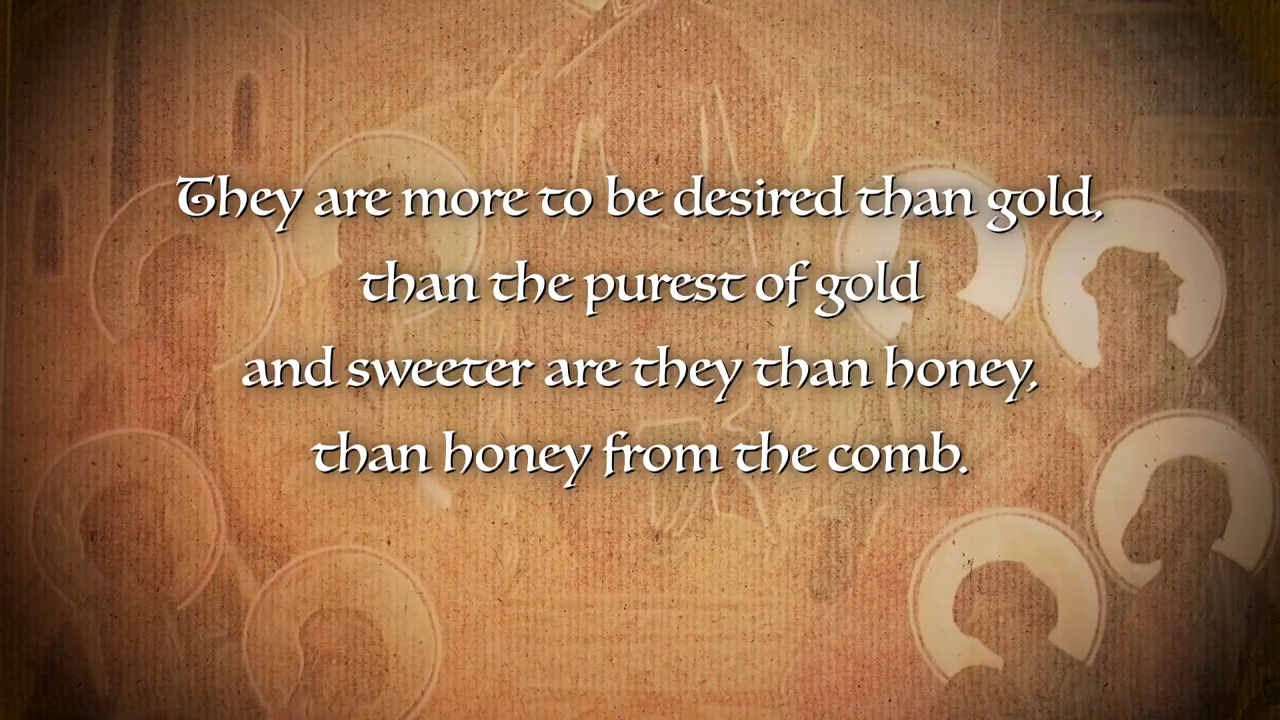 They are more to be desired than gold,
than the purest of gold
and sweeter are they than honey,
than honey from the comb.